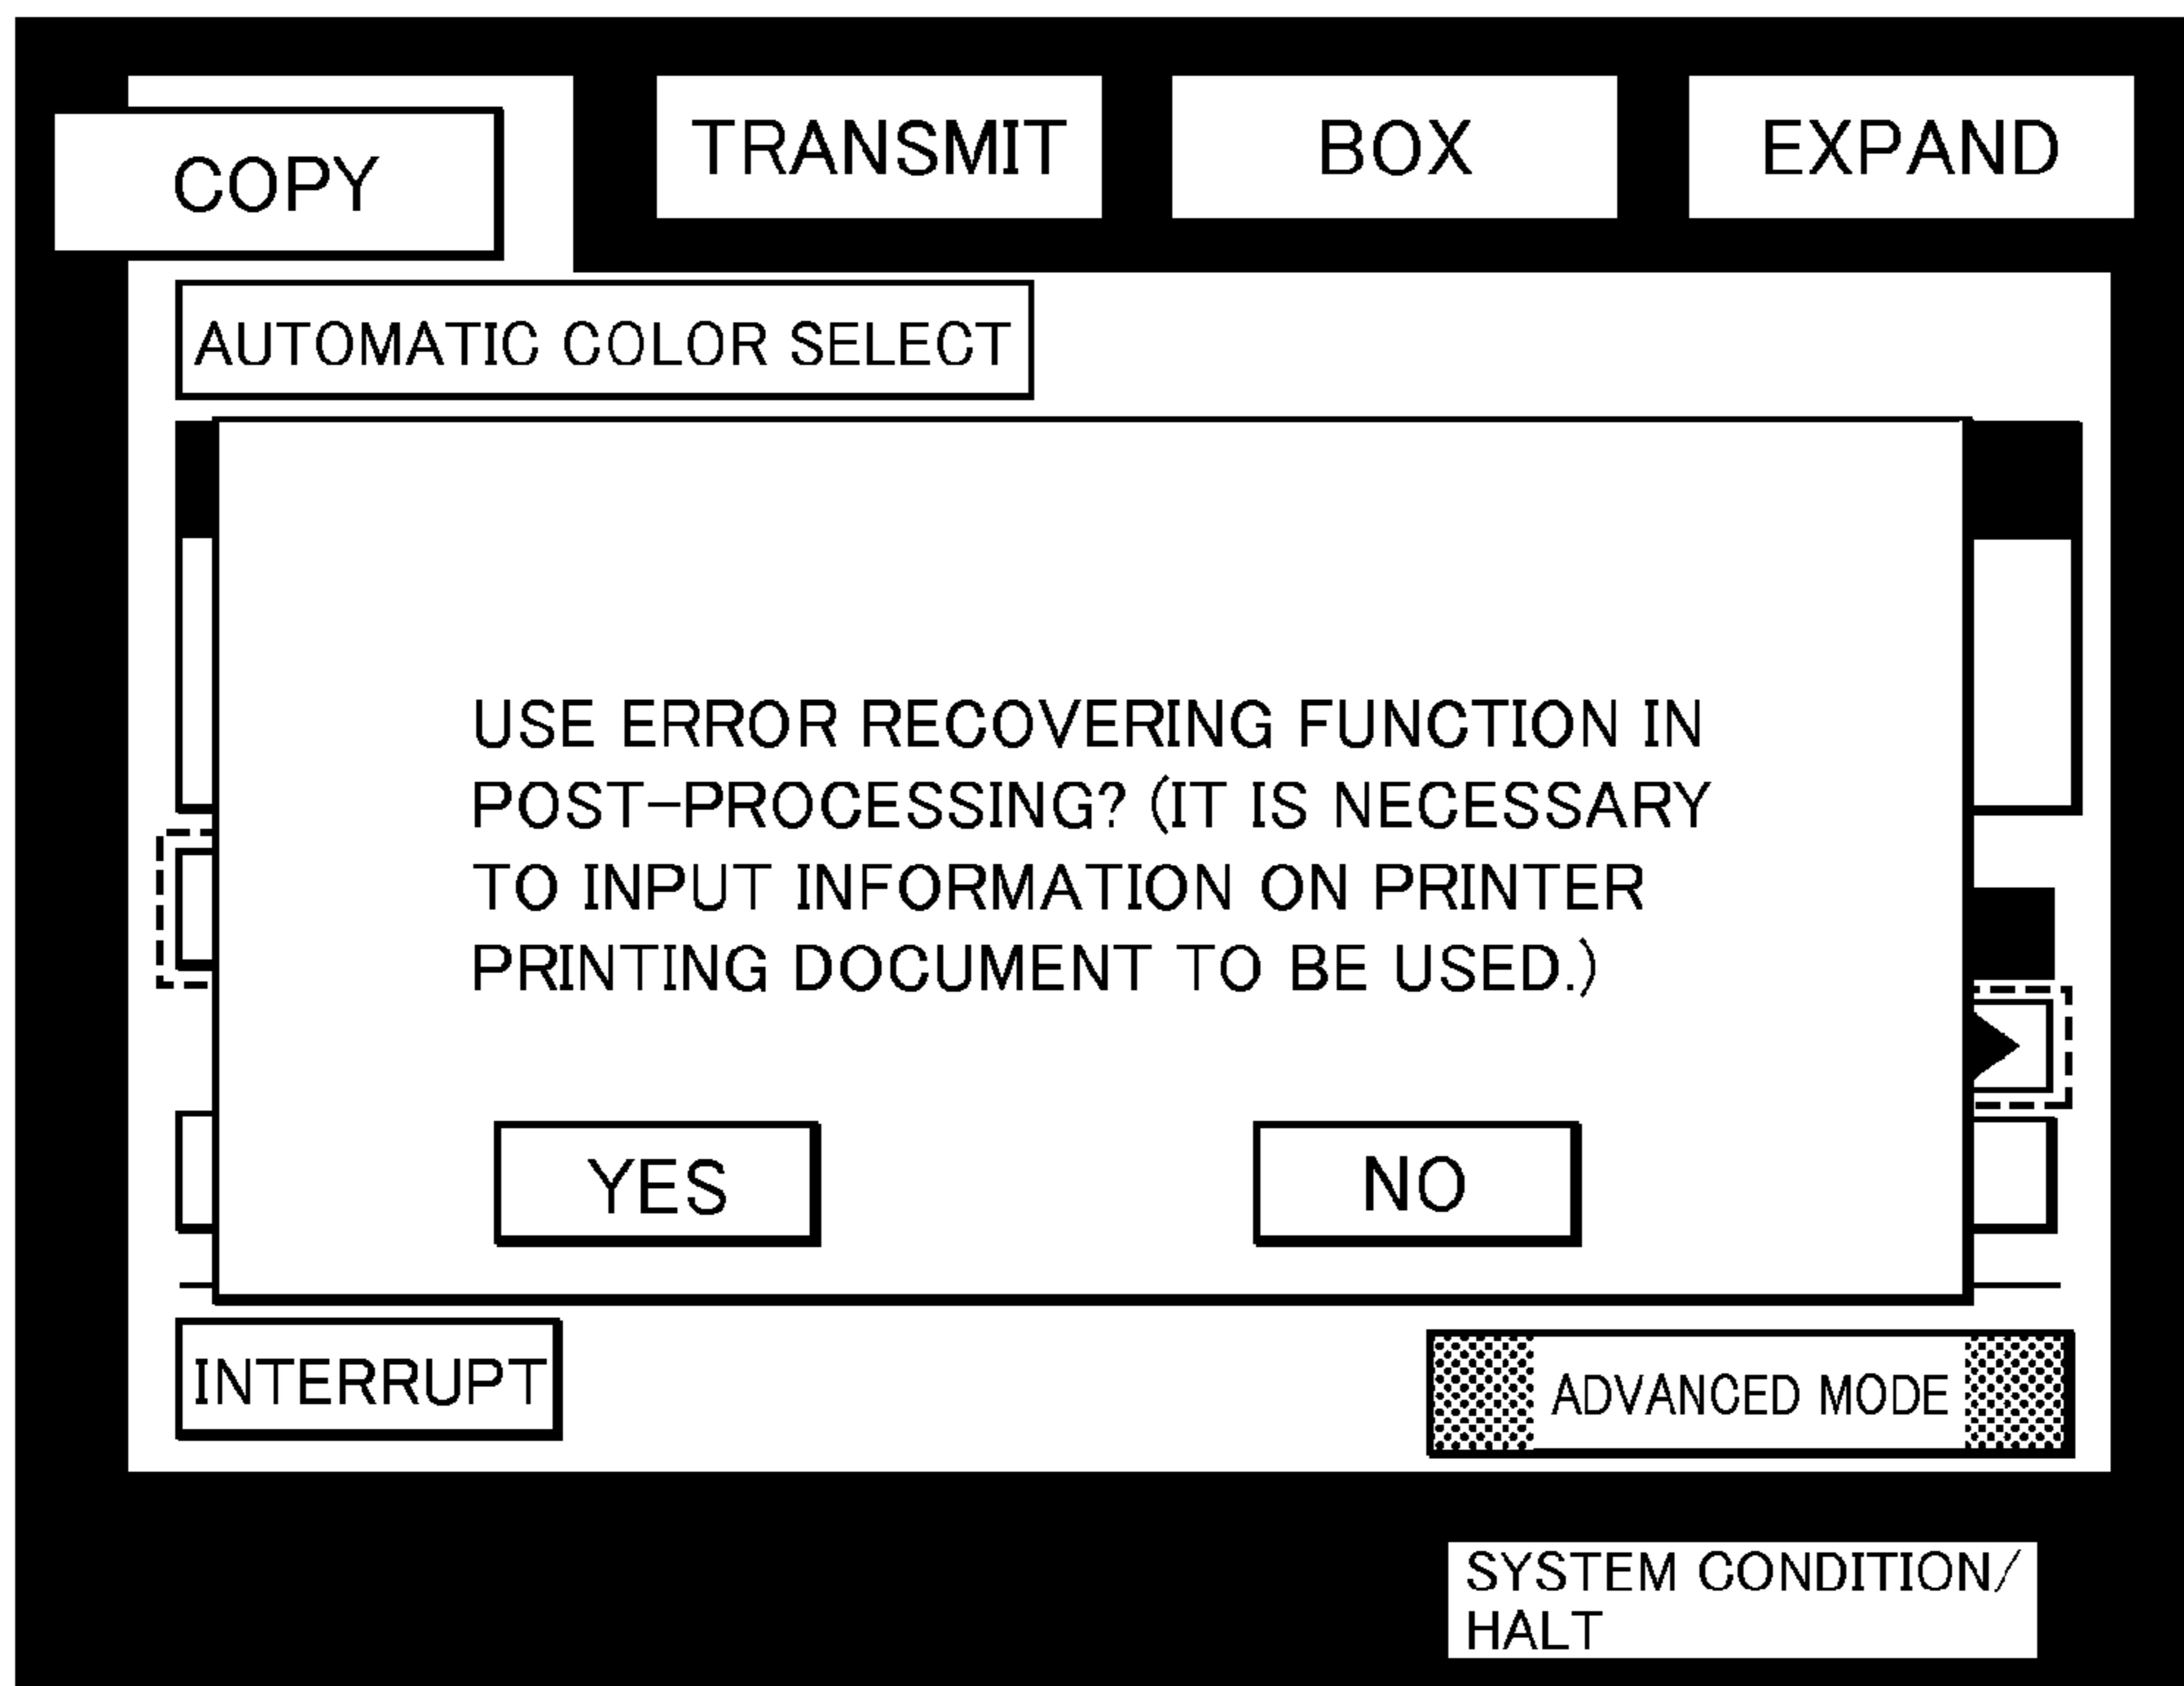 COPY
TRANSMIT
BOX
EXPAND
AUTOMATIC COLOR SELECT
USE ERROR RECOVERING FUNCTION IN
POST-PROCESSING? (IT IS NECESSARY
TO INPUT INFORMATION ON PRINTER
PRINTING DOCUMENT TO BE USED.)
YES
NO
INTERRUPT
ADVANCED MODE
SYSTEM CONDITION/
HALT